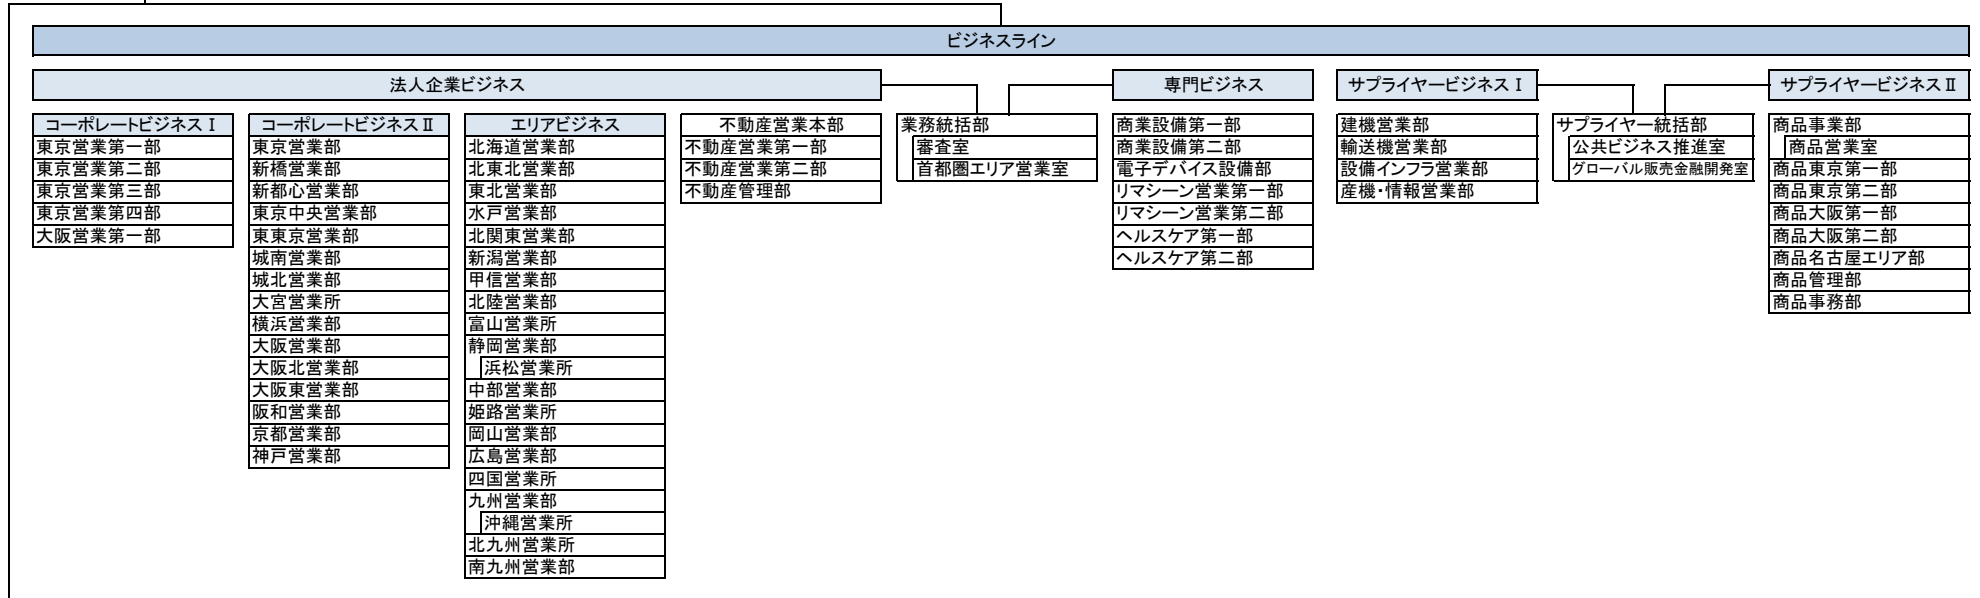 ビジネスライン
法人企業ビジネス
コーポレートビジネスⅠ
東京営業第一部
東京営業第二部
東京営業第三部
東京営業第四部
大阪営業第一部
コーポレートビジネスⅡ
東京営業部
新橋営業部
新都心営業部
東京中央営業部
東東京営業部
城南営業部
城北営業部
大宮営業所
横浜営業部
大阪営業部
大阪北営業部
大阪東営業部
阪和営業部
京都営業部
神戸営業部
エリアビジネス
北海道営業部
北東北営業部
東北営業部
水戸営業部
北関東営業部
新潟営業部
甲信営業部
北陸営業部
富山営業所
静岡営業部
浜松営業所
中部営業部
姫路営業所
岡山営業部
広島営業部
四国営業所
九州営業部
沖縄営業所
北九州営業所
南九州営業部
不動産営業本部
不動産営業第一部
不動産営業第二部
不動産管理部
業務統括部
審査室
首都圏エリア営業室
専門ビジネス
商業設備第一部
商業設備第二部
電子デバイス設備部
リマシーン営業第一部
リマシーン営業第二部
ヘルスケア第一部
ヘルスケア第二部
サプライヤービジネスⅠ
建機営業部
輸送機営業部
設備インフラ営業部
産機・情報営業部
サプライヤー統括部
公共ビジネス推進室
グローバル販売金融開発室
サプライヤービジネスⅡ
商品事業部
商品営業室
商品東京第一部
商品東京第二部
商品大阪第一部
商品大阪第二部
商品名古屋エリア部
商品管理部
商品事務部